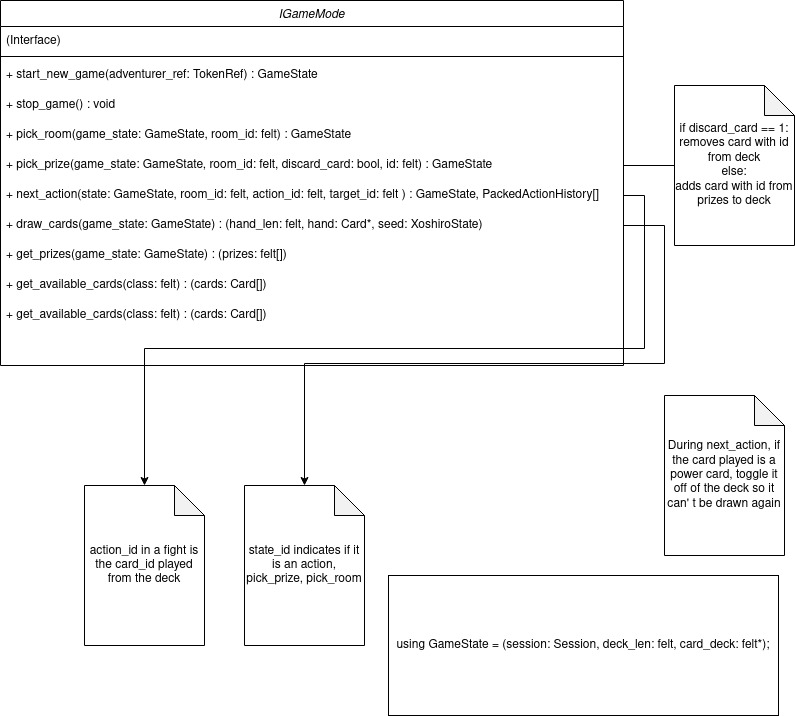 IGameMode
(Interface)
+ start_new_game(adventurer_ref: TokenRef) : GameState
+ stop_game() : void
+ pick_room(game_state: GameState, room_id: felt) : GameState
+ pick_prize(game_state: GameState, room_id: felt, discard_card: bool, id: felt) : GameState
+ next_action(state: GameState, room_id: felt, action_id: felt, target_id: felt ) : GameState, PackedActionHistory[]
+ draw_cards(game_state: GameState) : (hand_len: felt, hand: Card*, seed: XoshiroState)
+ get_prizes(game_state: GameState) : (prizes: felt[])
+ get_available_cards(class: felt) : (cards: Card[])
+ get_available_cards(class: felt) : (cards: Card[])
if discard_card == 1:
removes card with id
from deck
else:
adds card with id from
prizes to deck
During next_action, if
the card played is a
power card, toggle it
off of the deck so it
can' t be drawn again
action_id in a fight is
the card_id played
from the deck
state_id indicates if it
is an action,
pick_prize, pick_room
using GameState = (session: Session, deck_len: felt, card_deck: felt*);